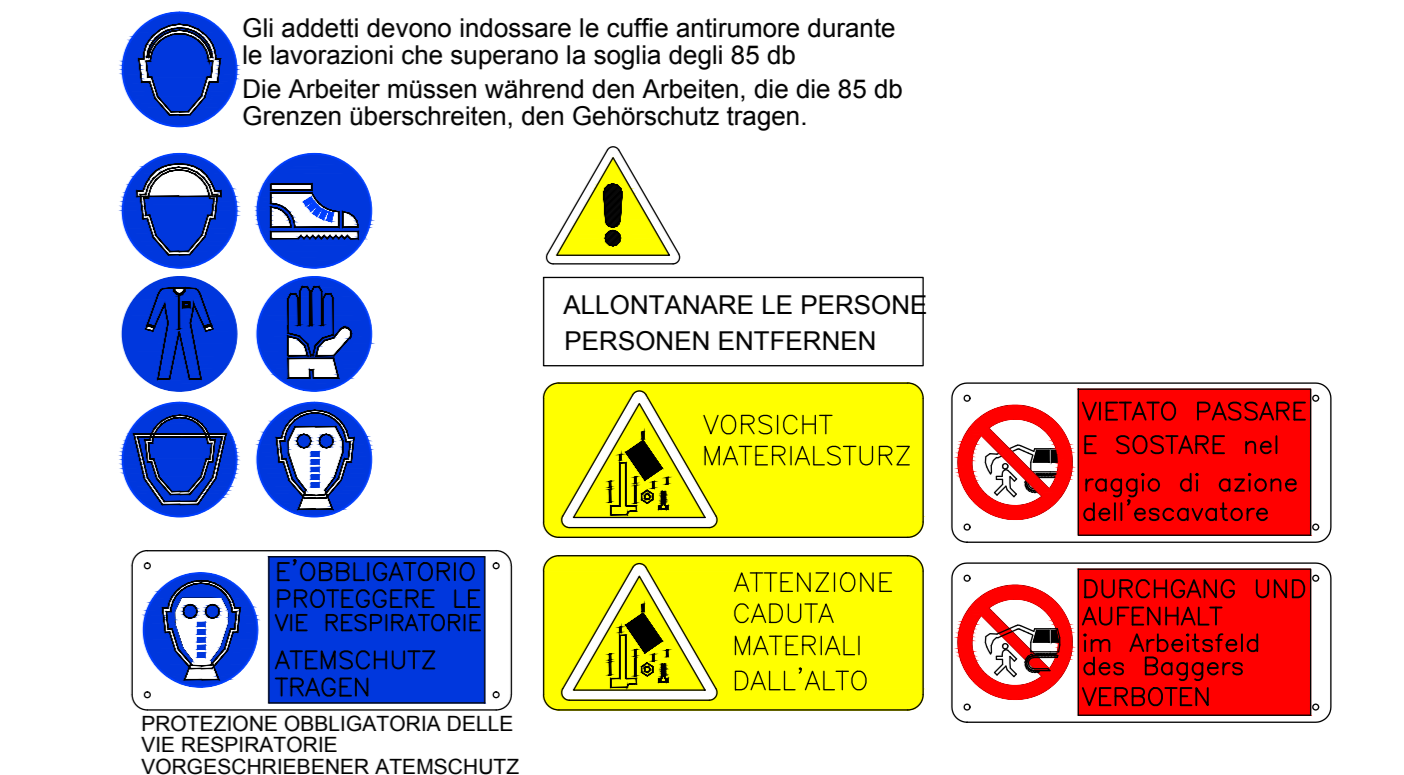 Gli addetti devono indossare le cuffie antirumore durante
le lavorazioni che superano la soglia degli 85 db
Die Arbeiter müssen während den Arbeiten, die die 85 db
Grenzen überschreiten, den Gehörschutz tragen.
ALLONTANARE LE PERSONE
PERSONEN ENTFERNEN
VORSICHT
MATERIALSTURZ
VIETATO PASSARE
E SOSTARE nel
raggio di azione
dell'escavatore
E'OBBLIGATORIO
PROTEGGERE LE
VIE RESPIRATORIE
ATEMSCHUTZ
TRAGEN
PROTEZIONE OBBLIGATORIA DELLE
VIE RESPIRATORIE
VORGESCHRIEBENER ATEMSCHUTZ
ATTENZIONE
CADUTA
MATERIALI
DALL'ALTO
DURCHGANG UND
AUFENHALT
im Arbeitsfeld
des Baggers
VERBOTEN